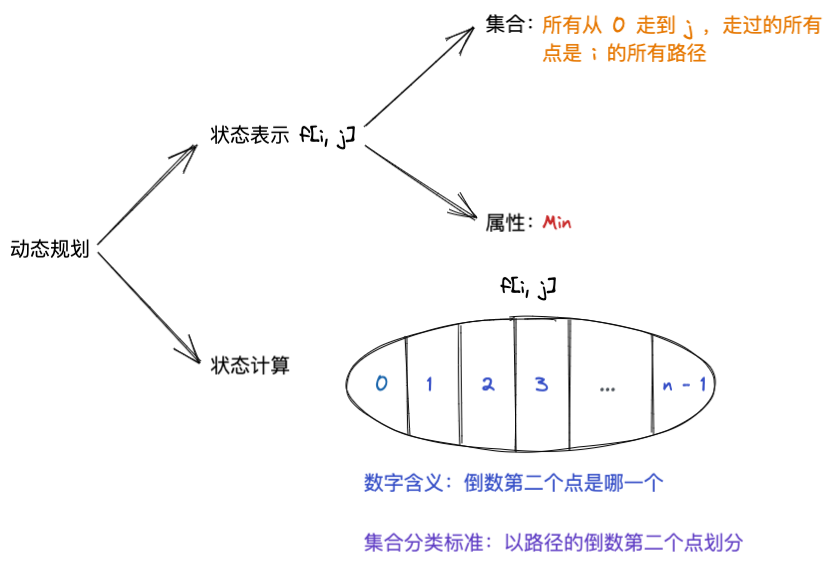 集合：所有从 0 走到 j ，走过的所有
点是 i 的所有路径
状态表示 f[i, j]
属性：Min
动态规划
f[i, j]
状态计算
0 1 2 3 ... n - 1
数字含义：倒数第二个点是哪一个
集合分类标准：以路径的倒数第二个点划分